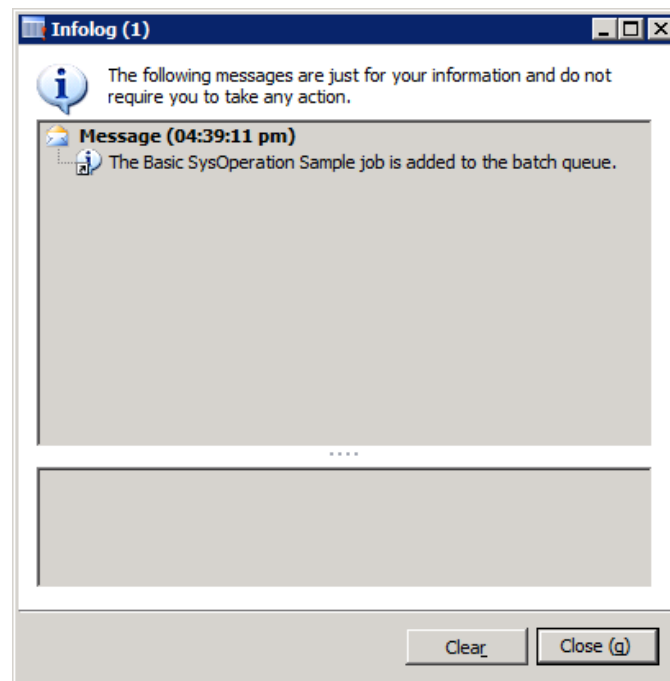 Infolog (1)
The following messages are just for your information and do not
require you to take any action.
Message (04:39:11 pm)
The Basic SysOperation Sample job is added to the batch queue.
Clear
Close (g)